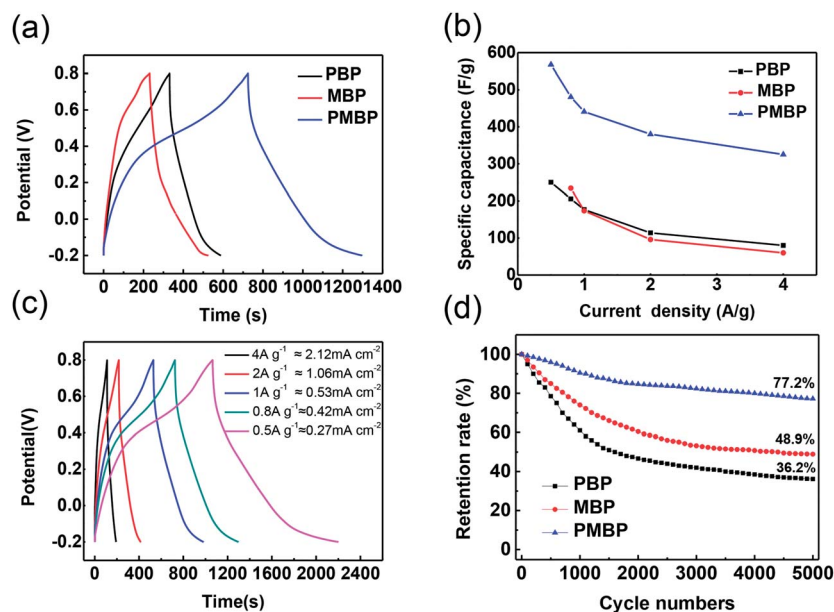 (a)
0.8
0.6
0.4
0.2
0.0
-0.2
Potential (V)
PBP
MBP
PMBP
0 200 400 600 800 1000 1200 1400
Time (s)
(b)
600
500
400
300
200
100
0
Specific capacitance (F/g)
PBP
MBP
PMBP
0 1 2 3 4
Current density (A/g)
(c)
0.8
0.6
0.4
0.2
0.0
-0.2
Potential(V)
4A g⁻¹ ≈ 2.12mA cm⁻²
2A g⁻¹ ≈ 1.06mA cm⁻²
1A g⁻¹ ≈ 0.53mA cm⁻²
0.8A g⁻¹≈0.42mA cm⁻²
0.5A g⁻¹≈0.27mA cm⁻²
0 400 800 1200 1600 2000 2400
Time(s)
(d)
100
80
60
40
20
0
Retention rate (%)
77.2%
48.9%
36.2%
PBP
MBP
PMBP
0 1000 2000 3000 4000 5000
Cycle numbers